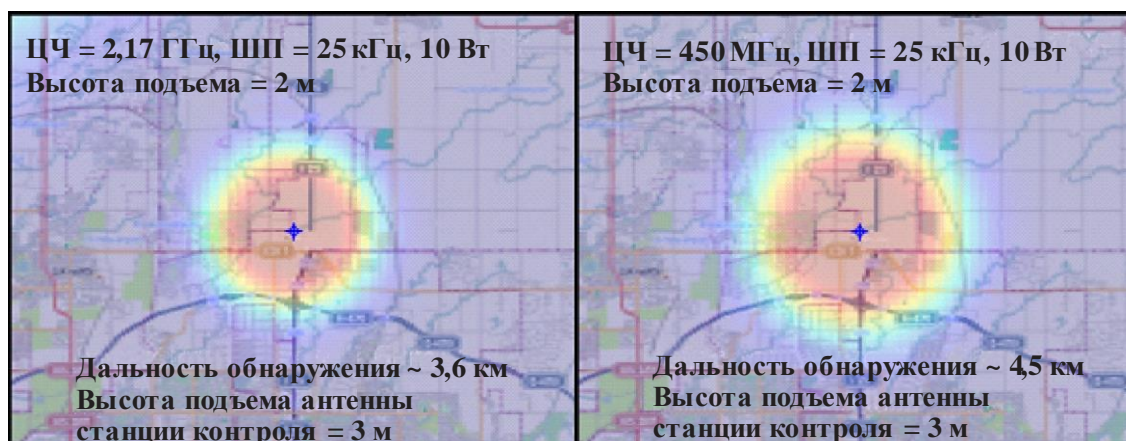 ЦЧ = 2,17 ГГц, ШП = 25 кГц, 10 Вт
Высота подъема = 2 м
Дальность обнаружения ~ 3,6 км
Высота подъема антенны
станции контроля = 3 м
ЦЧ = 450 МГц, ШП = 25 кГц, 10 Вт
Высота подъема = 2 м
Дальность обнаружения ~ 4,5 км
Высота подъема антенны
станции контроля = 3 м